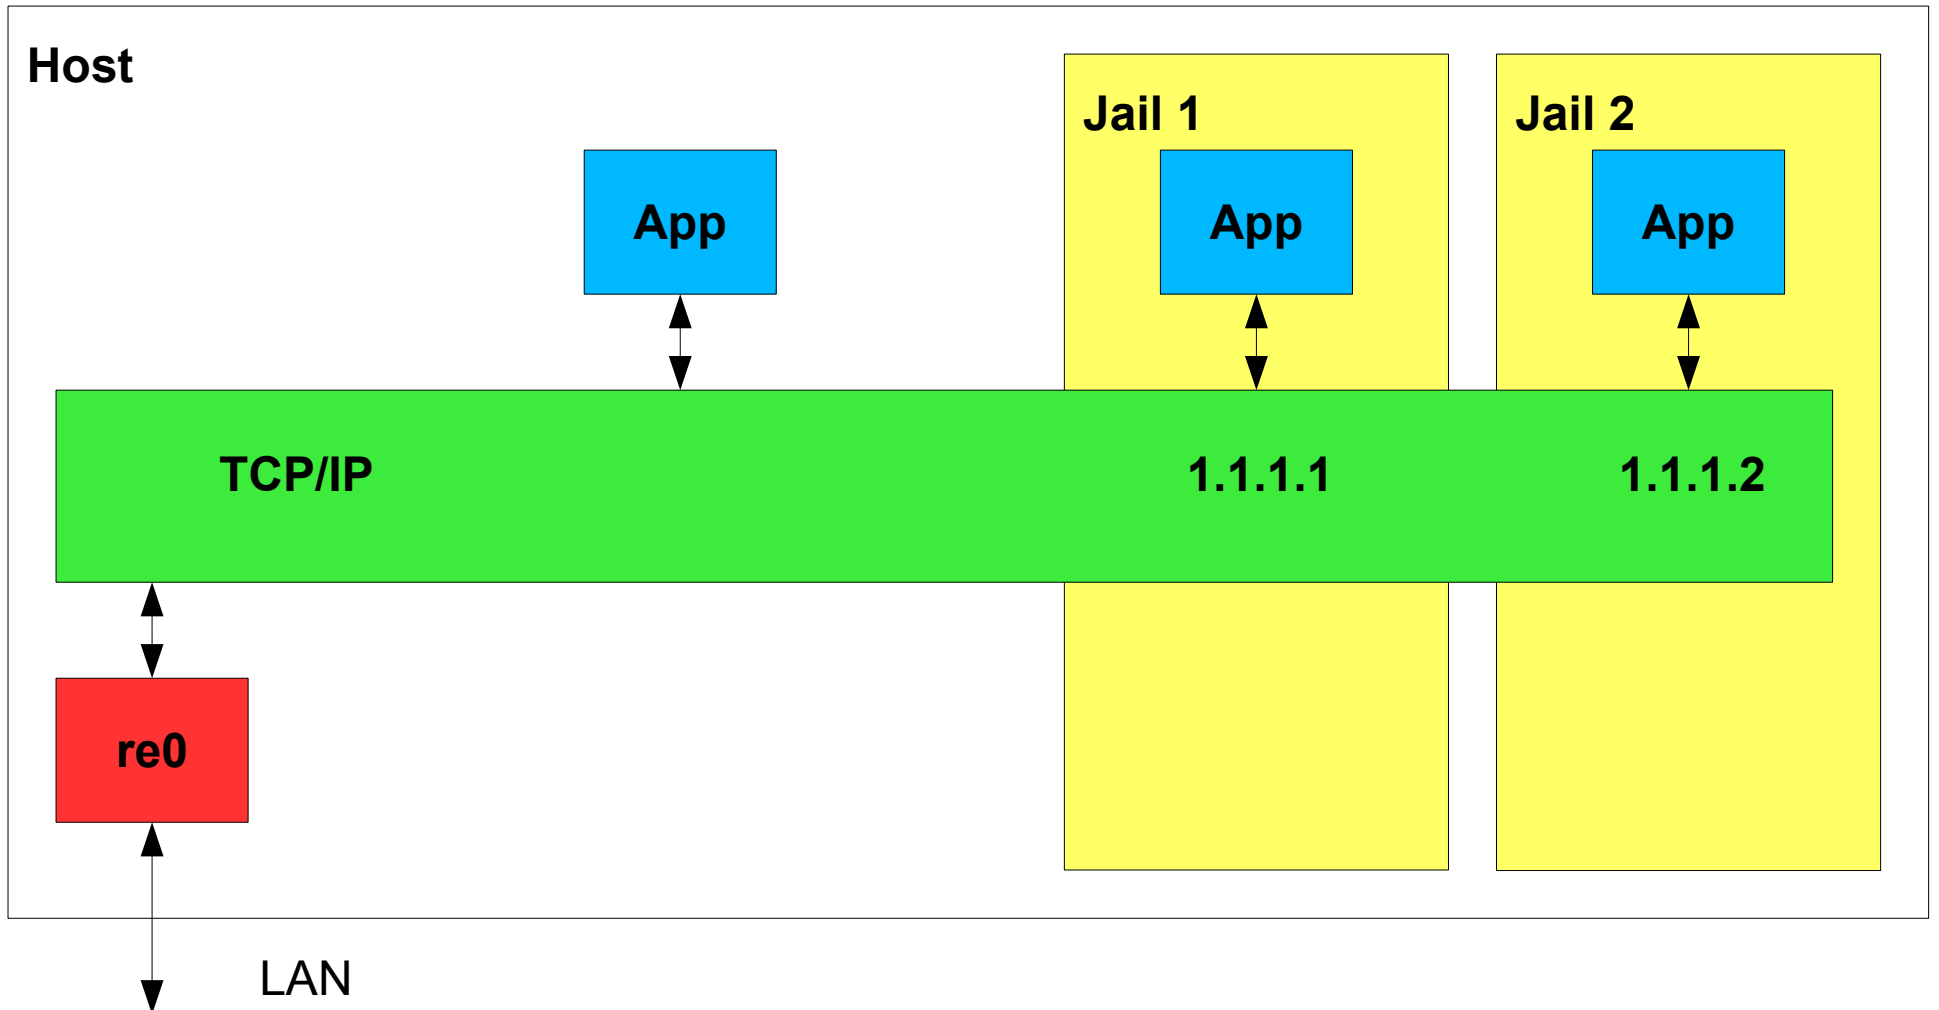 Host
Jail 1
Jail 2
App
App
App
TCP/IP
1.1.1.1
1.1.1.2
re0
LAN